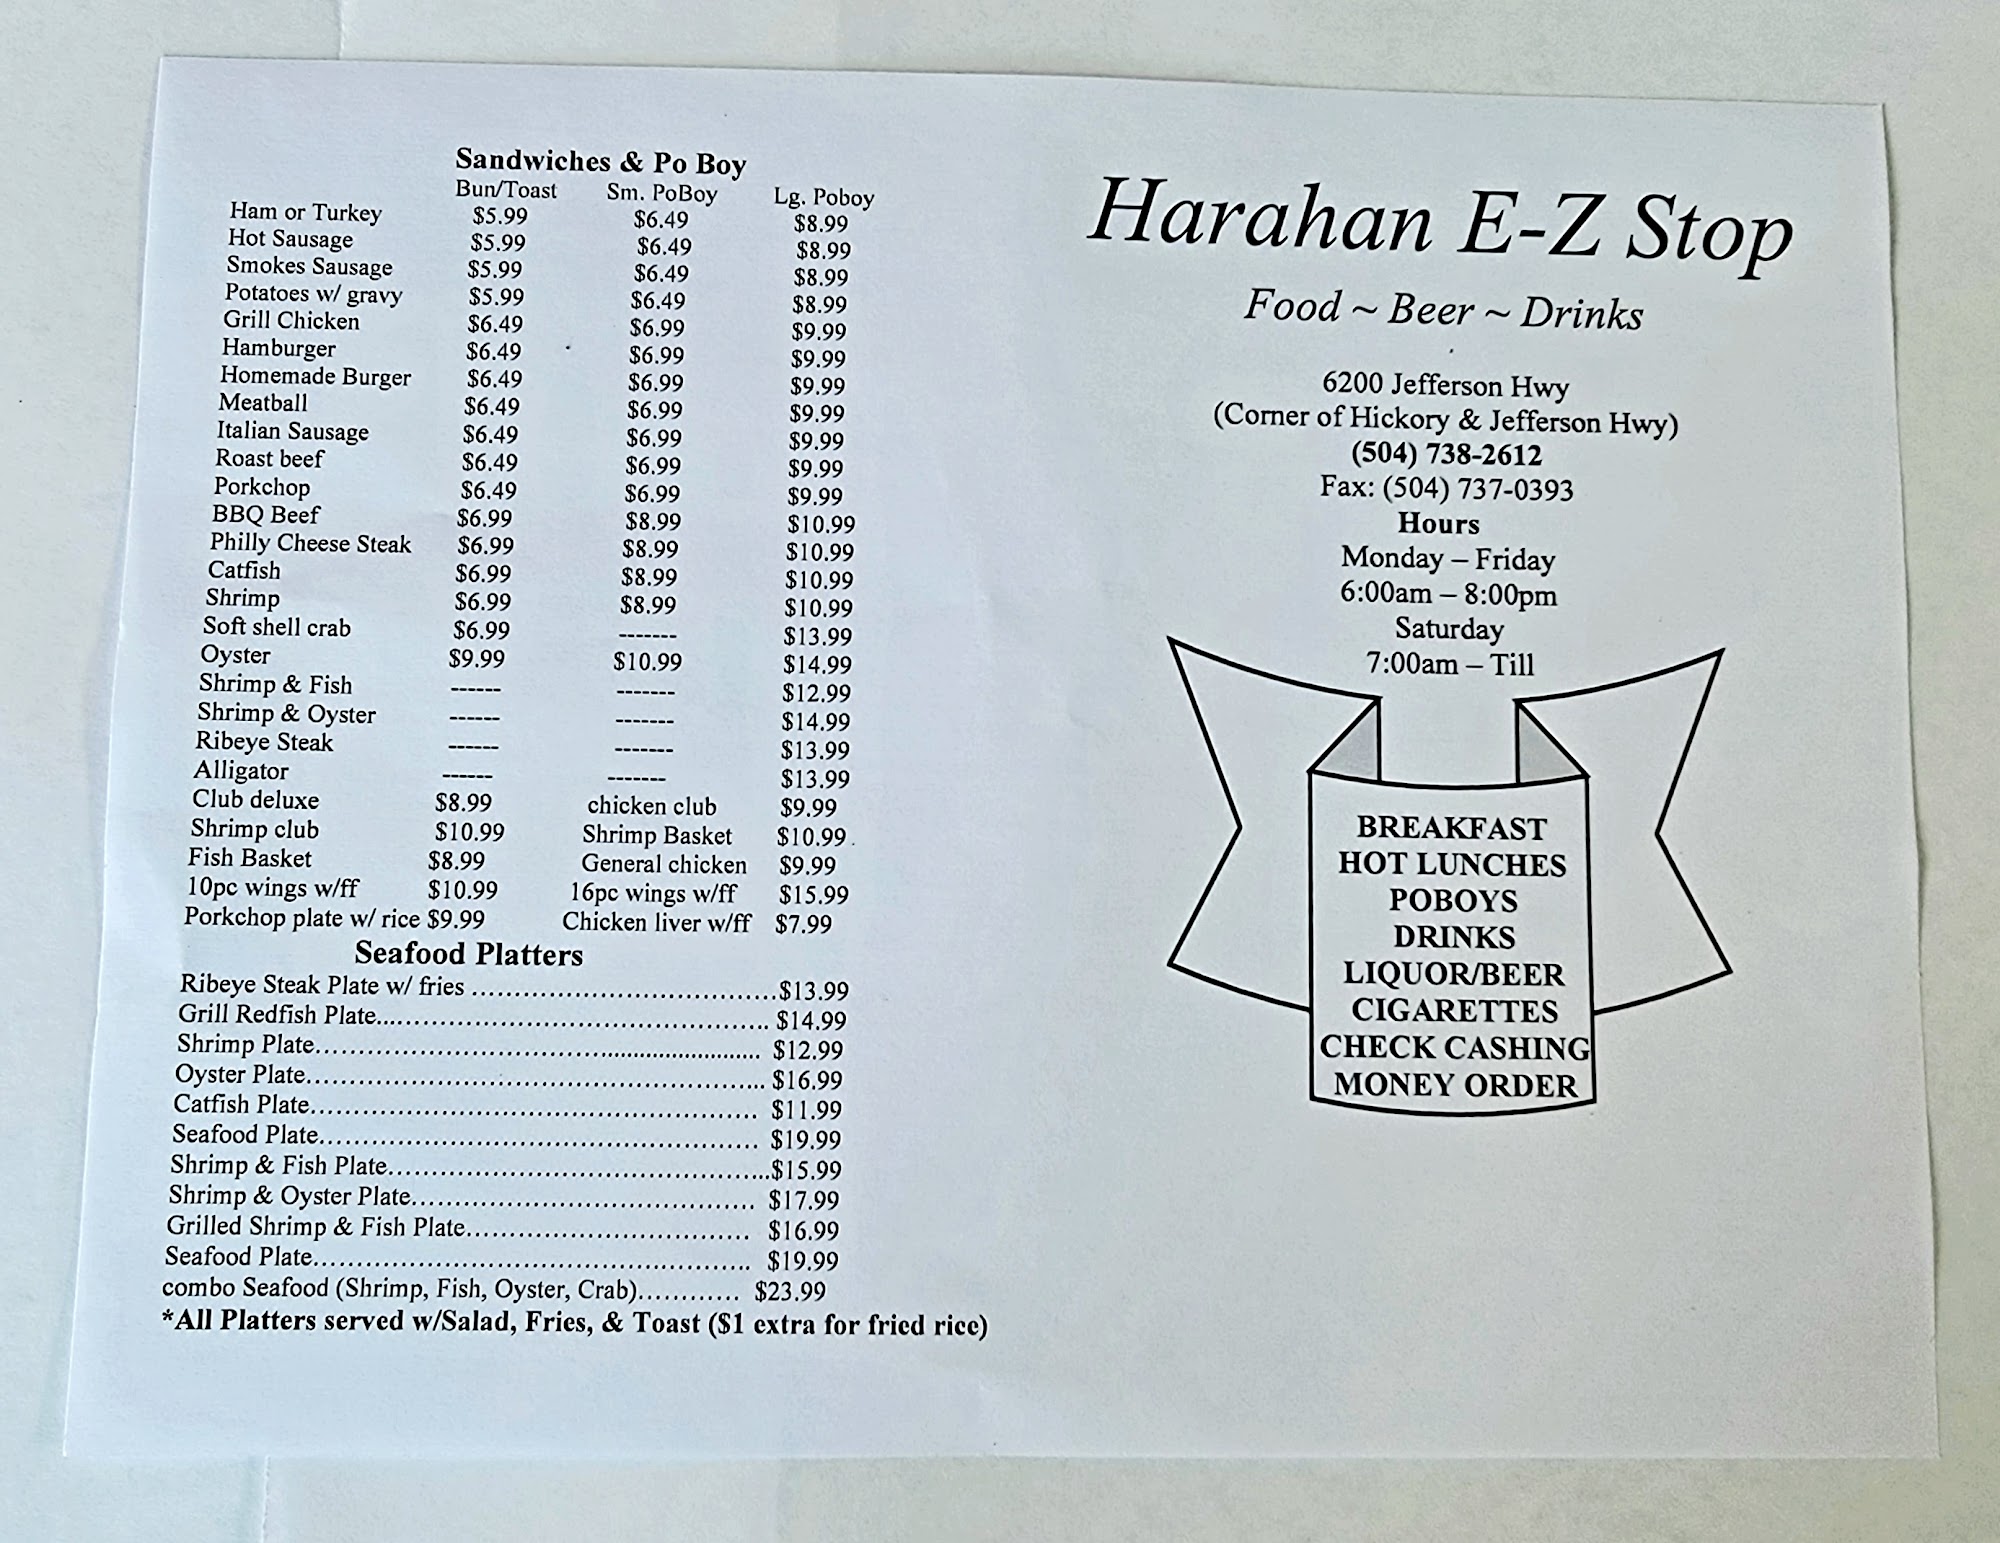 Sandwiches & Po Boy
Bun/Toast Sm. PoBoy Lg. Poboy
Ham or Turkey $5.99 $6.49 $8.99
Hot Sausage $5.99 $6.49 $8.99
Smokes Sausage $5.99 $6.49 $8.99
Potatoes w/ gravy $5.99 $6.49 $8.99
Grill Chicken $6.49 $6.99 $9.99
Hamburger $6.49 $6.99 $9.99
Homemade Burger $6.49 $6.99 $9.99
Meatball $6.49 $6.99 $9.99
Italian Sausage $6.49 $6.99 $9.99
Roast beef $6.49 $6.99 $9.99
Porkchop $6.49 $6.99 $9.99
BBQ Beef $6.99 $8.99 $10.99
Philly Cheese Steak $6.99 $8.99 $10.99
Catfish $6.99 $8.99 $10.99
Shrimp $6.99 $8.99 $10.99
Soft shell crab $6.99 ------- $13.99
Oyster $9.99 $10.99 $14.99
Shrimp & Fish ------ ------- $12.99
Shrimp & Oyster ------ ------- $14.99
Ribeye Steak ------ ------- $13.99
Alligator ------ ------- $13.99
Club deluxe $8.99 chicken club $9.99
Shrimp club $10.99 Shrimp Basket $10.99
Fish Basket $8.99 General chicken $9.99
10pc wings w/ff $10.99 16pc wings w/ff $15.99
Porkchop plate w/ rice $9.99 Chicken liver w/ff $7.99
Seafood Platters
Ribeye Steak Plate w/ fries ....................................$13.99
Grill Redfish Plate.............................................. $14.99
Shrimp Plate..................................................... $12.99
Oyster Plate..................................................... $16.99
Catfish Plate.................................................... $11.99
Seafood Plate................................................... $19.99
Shrimp & Fish Plate.............................................$15.99
Shrimp & Oyster Plate........................................ $17.99
Grilled Shrimp & Fish Plate................................. $16.99
Seafood Plate................................................... $19.99
combo Seafood (Shrimp, Fish, Oyster, Crab)............ $23.99
*All Platters served w/Salad, Fries, & Toast ($1 extra for fried rice)
Harahan E-Z Stop
Food ~ Beer ~ Drinks
6200 Jefferson Hwy
(Corner of Hickory & Jefferson Hwy)
(504) 738-2612
Fax: (504) 737-0393
Hours
Monday – Friday
6:00am – 8:00pm
Saturday
7:00am – Till
BREAKFAST
HOT LUNCHES
POBOYS
DRINKS
LIQUOR/BEER
CIGARETTES
CHECK CASHING
MONEY ORDER